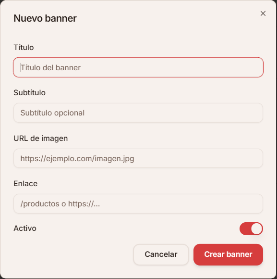 Nuevo banner
Título
Título del banner
Subtítulo
Subtítulo opcional
URL de imagen
https://ejemplo.com/imagen.jpg
Enlace
/productos o https://...
Activo
Cancelar
Crear banner